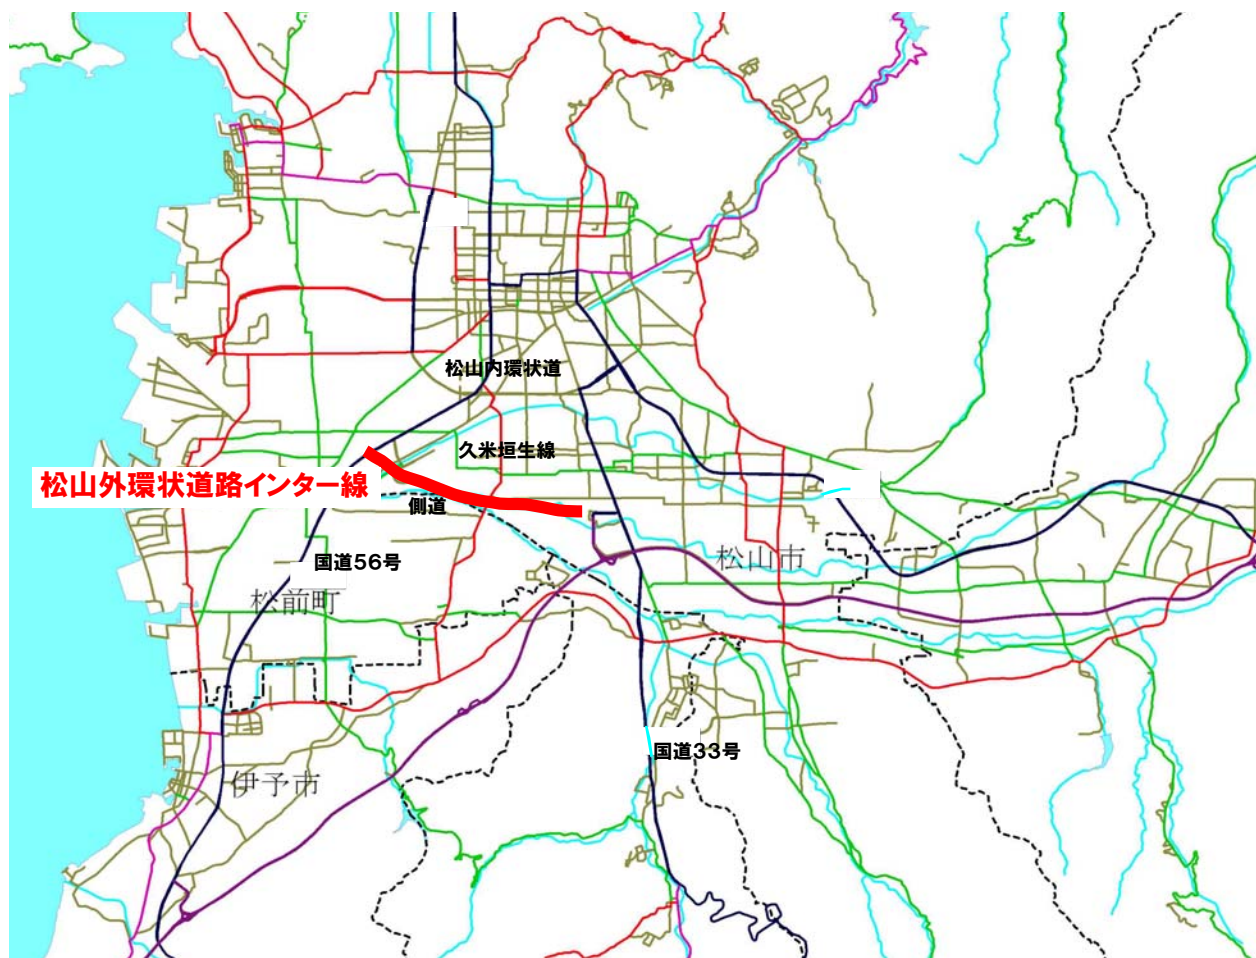 松山内環状道
久米垣生線
松山外環状道路インター線
側道
国道56号
松山市
松前町
国道33号
伊予市